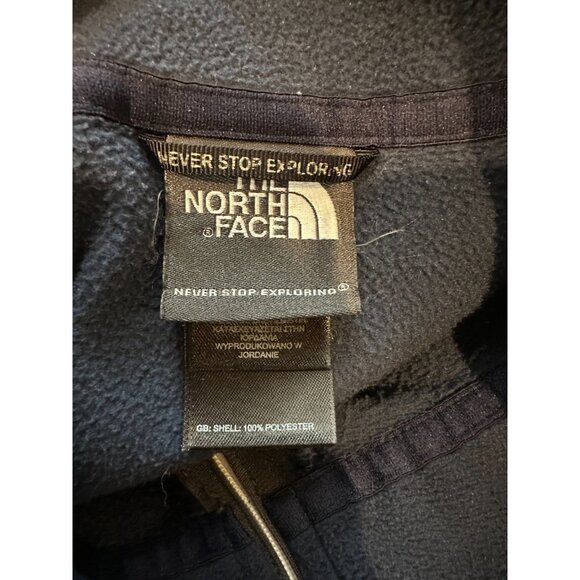 NEVER STOP EXPLORING
THE
NORTH
FACE
®
NEVER STOP EXPLORING®
ΚΑΤΑΣΚΕΥΑΖΕΤΑΙ ΣΤΗΝ
ΙΟΡΔΑΝΙΑ
WYPRODUKOWANO W
JORDANIE
GB: SHELL: 100% POLYESTER